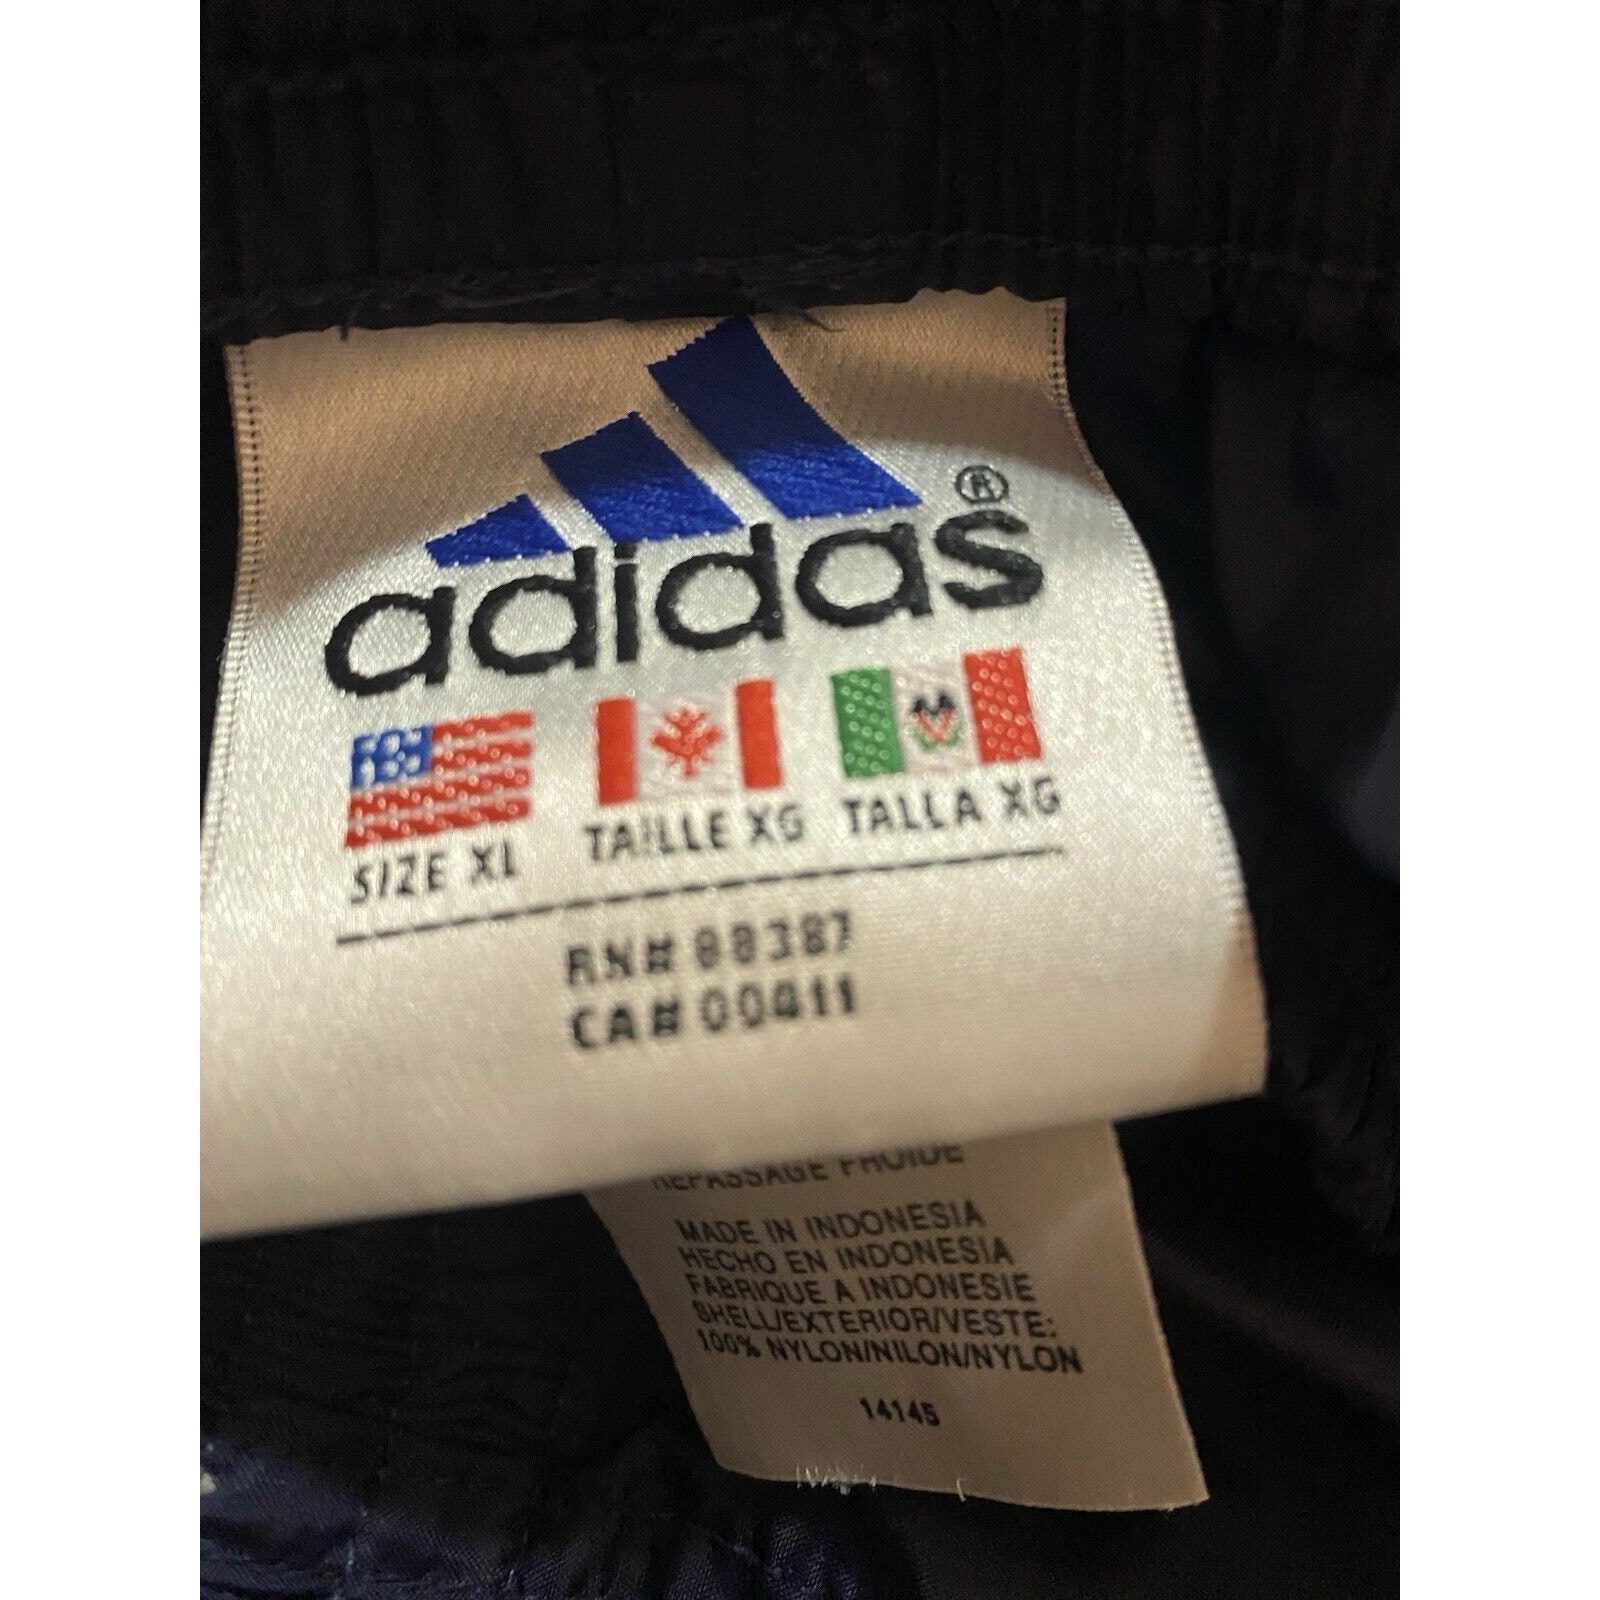 adidas®
SIZE XL TAILLE XG TALLA XG
RN# 88387
CA# 00411
REPASSAGE FROIDE
MADE IN INDONESIA
HECHO EN INDONESIA
FABRIQUE A INDONESIE
SHELL/EXTERIOR/VESTE:
100% NYLON/NILON/NYLON
14145